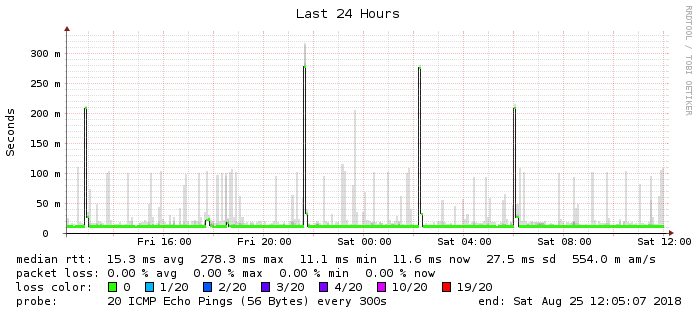 Last 24 Hours
RRDTOOL / TOBI OETIKER
Seconds
300 m
250 m
200 m
150 m
100 m
50 m
0
Fri 16:00 Fri 20:00 Sat 00:00 Sat 04:00 Sat 08:00 Sat 12:00
median rtt: 15.3 ms avg 278.3 ms max 11.1 ms min 11.6 ms now 27.5 ms sd 554.0 m am/s
packet loss: 0.00 % avg 0.00 % max 0.00 % min 0.00 % now
loss color: 0 1/20 2/20 3/20 4/20 10/20 19/20
probe: 20 ICMP Echo Pings (56 Bytes) every 300s end: Sat Aug 25 12:05:07 2018